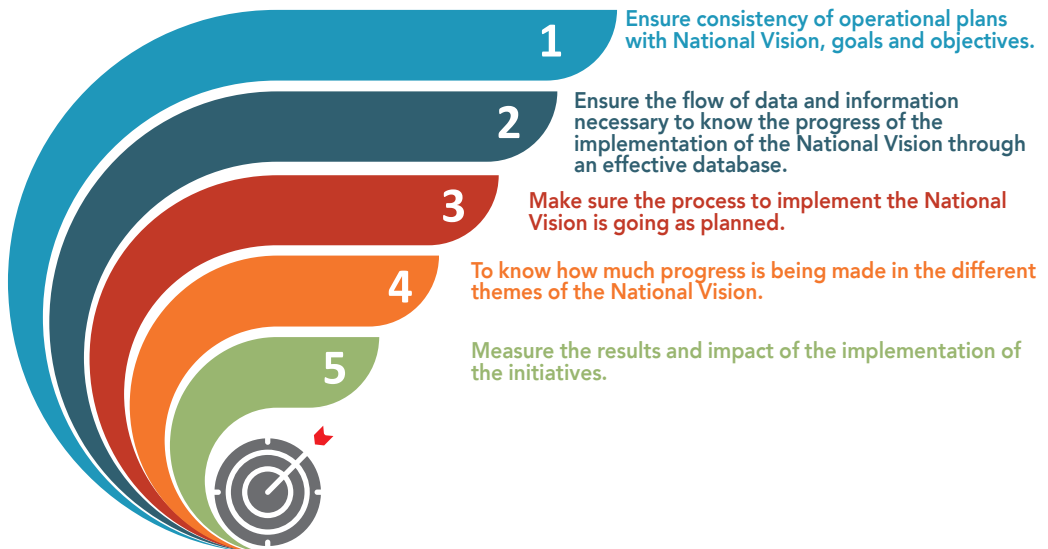 1
Ensure consistency of operational plans
with National Vision, goals and objectives.
2
Ensure the flow of data and information
necessary to know the progress of the
implementation of the National Vision through
an effective database.
3
Make sure the process to implement the National
Vision is going as planned.
4
To know how much progress is being made in the different
themes of the National Vision.
5
Measure the results and impact of the implementation of
the initiatives.